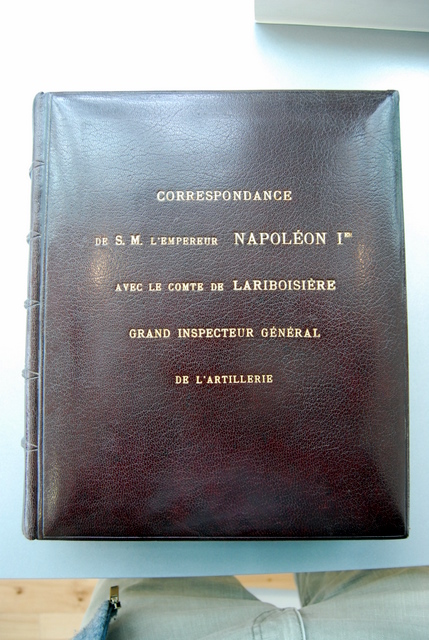 CORRESPONDANCE
DE S. M. L'EMPEREUR NAPOLÉON Iᴱᴿ
AVEC LE COMTE DE LARIBOISIÈRE
GRAND INSPECTEUR GÉNÉRAL
DE L'ARTILLERIE